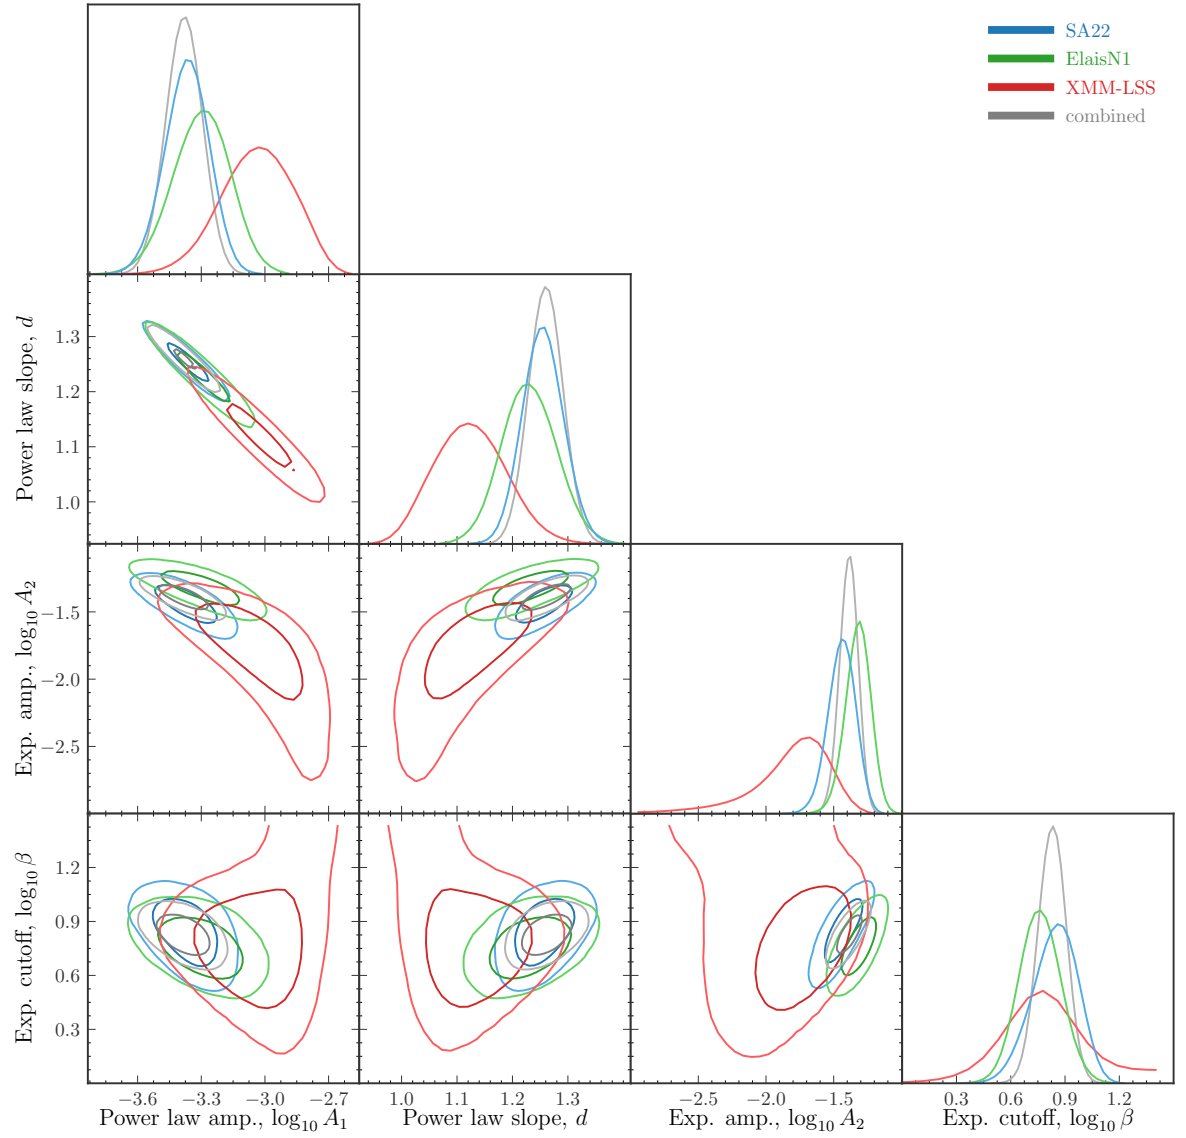 SA22
ElaisN1
XMM-LSS
combined
Power law slope, d
1.3
1.2
1.1
1.0
Exp. amp., log₁₀ A₂
−1.5
−2.0
−2.5
Exp. cutoff, log₁₀ β
1.2
0.9
0.6
0.3
−3.6 −3.3 −3.0 −2.7
1.0 1.2 1.3
−2.5 −2.0 −1.5
0.3 0.6 0.9 1.2
Power law amp., log₁₀ A₁
Power law slope, d
Exp. amp., log₁₀ A₂
Exp. cutoff, log₁₀ β